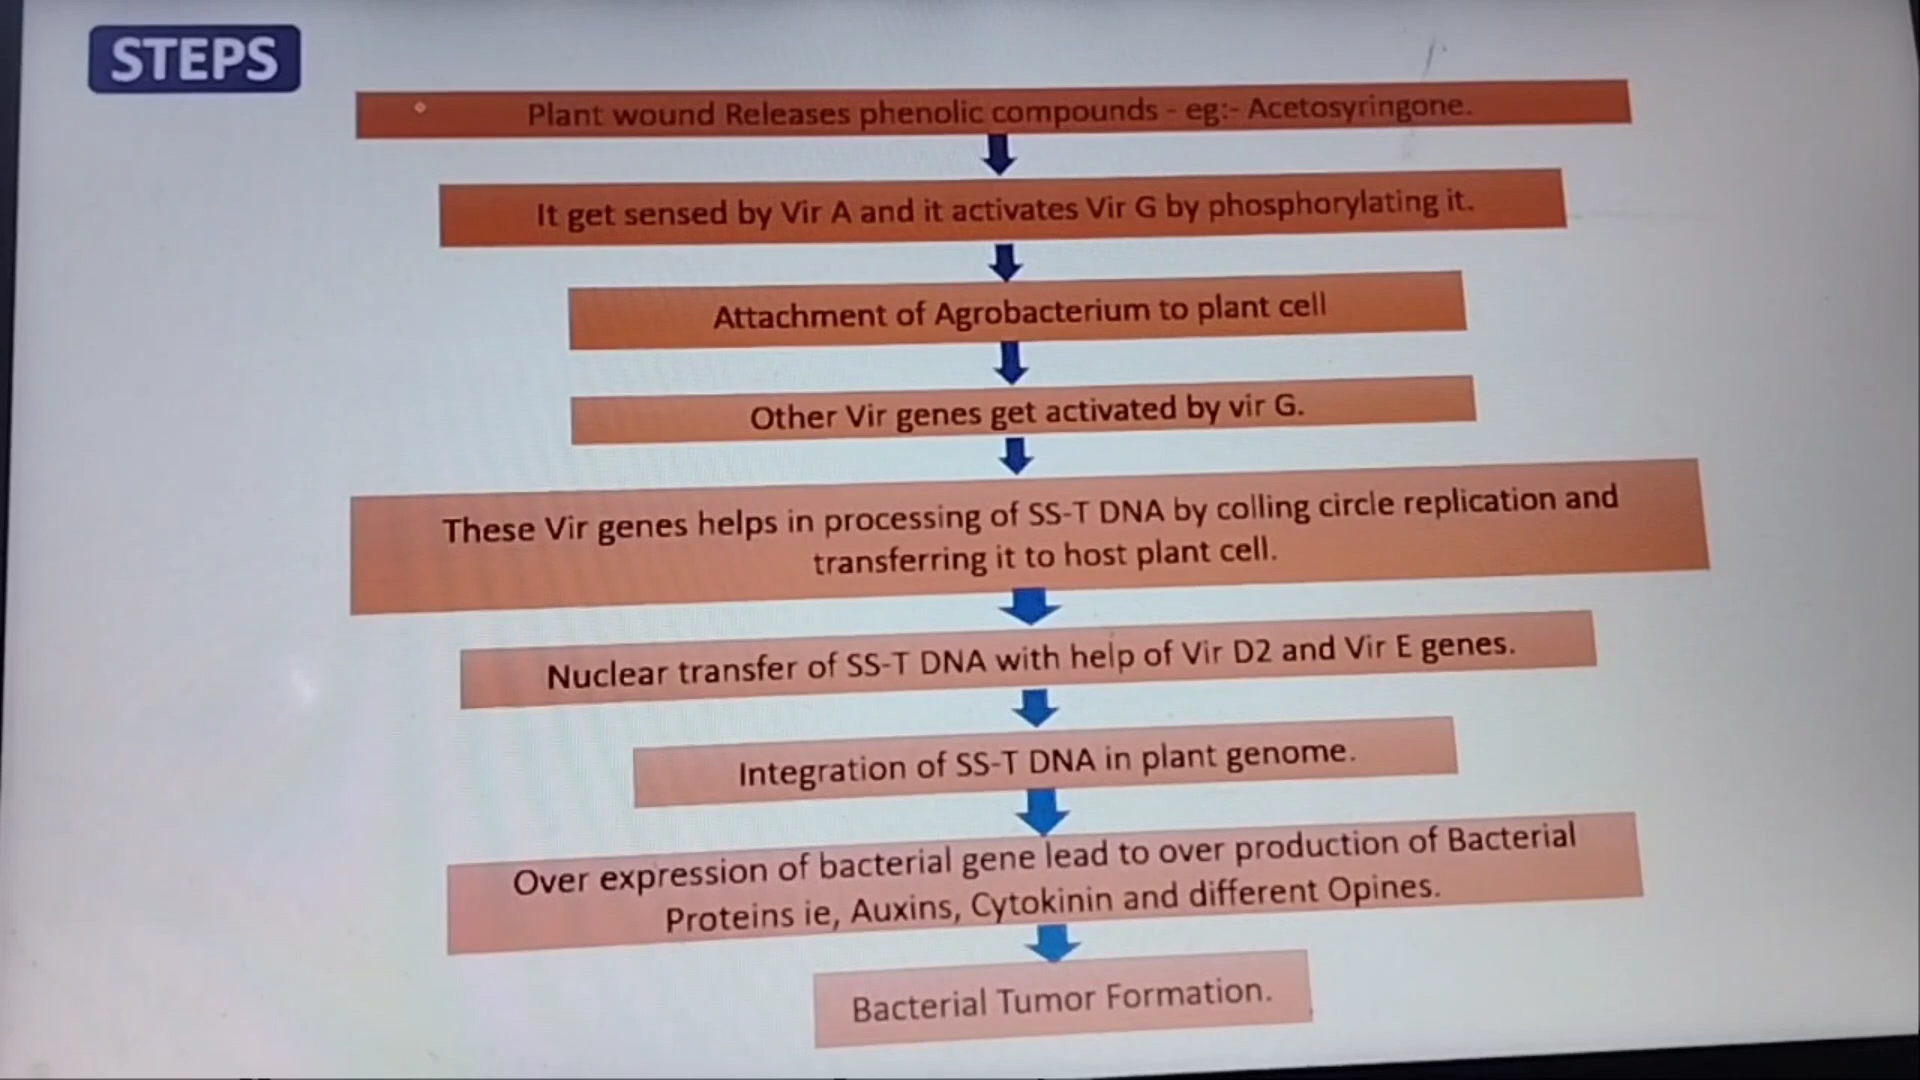 STEPS
Plant wound Releases phenolic compounds - eg:- Acetosyringone.
It get sensed by Vir A and it activates Vir G by phosphorylating it.
Attachment of Agrobacterium to plant cell
Other Vir genes get activated by vir G.
These Vir genes helps in processing of SS-T DNA by colling circle replication and
transferring it to host plant cell.
Nuclear transfer of SS-T DNA with help of Vir D2 and Vir E genes.
Integration of SS-T DNA in plant genome.
Over expression of bacterial gene lead to over production of Bacterial
Proteins ie, Auxins, Cytokinin and different Opines.
Bacterial Tumor Formation.